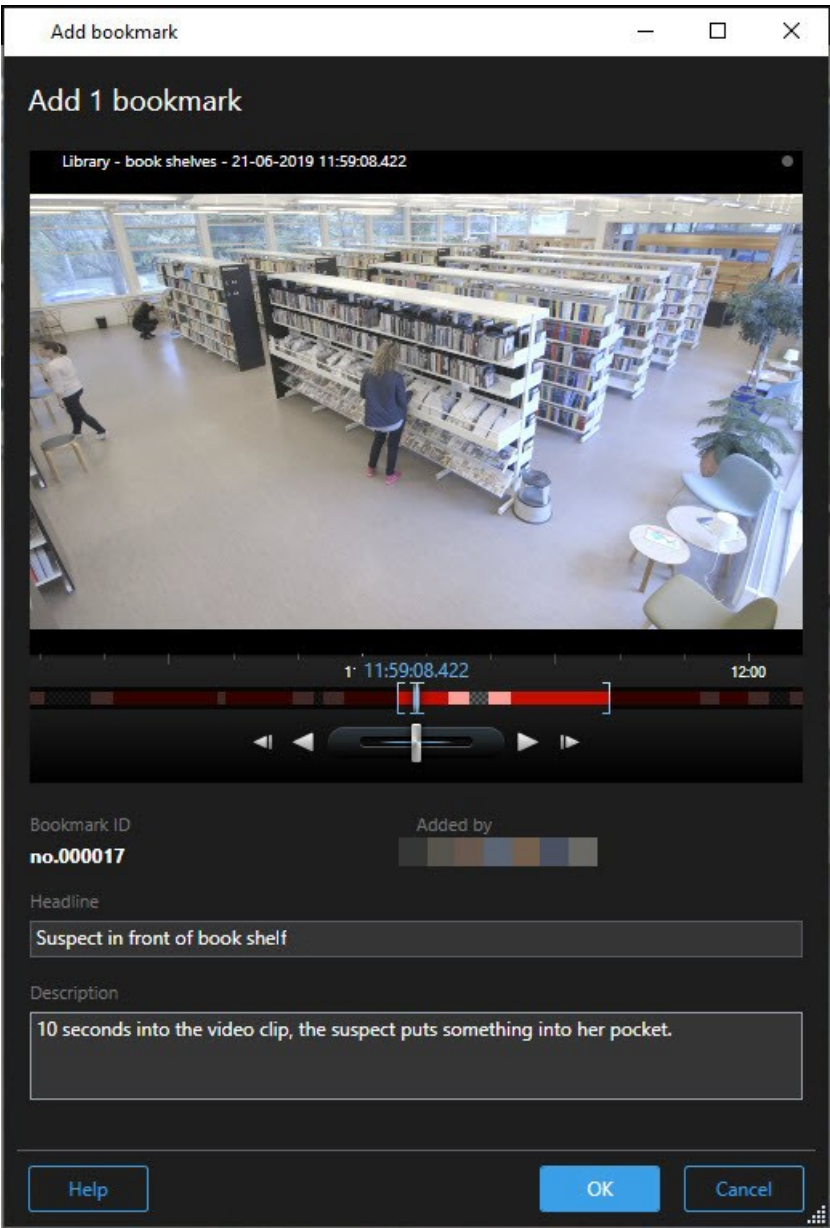 Add bookmark
Add 1 bookmark
Library - book shelves - 21-06-2019 11:59:08.422
11:59:08.422
12:00
Bookmark ID
Added by
no.000017
Headline
Suspect in front of book shelf
Description
10 seconds into the video clip, the suspect puts something into her pocket.
Help
OK
Cancel